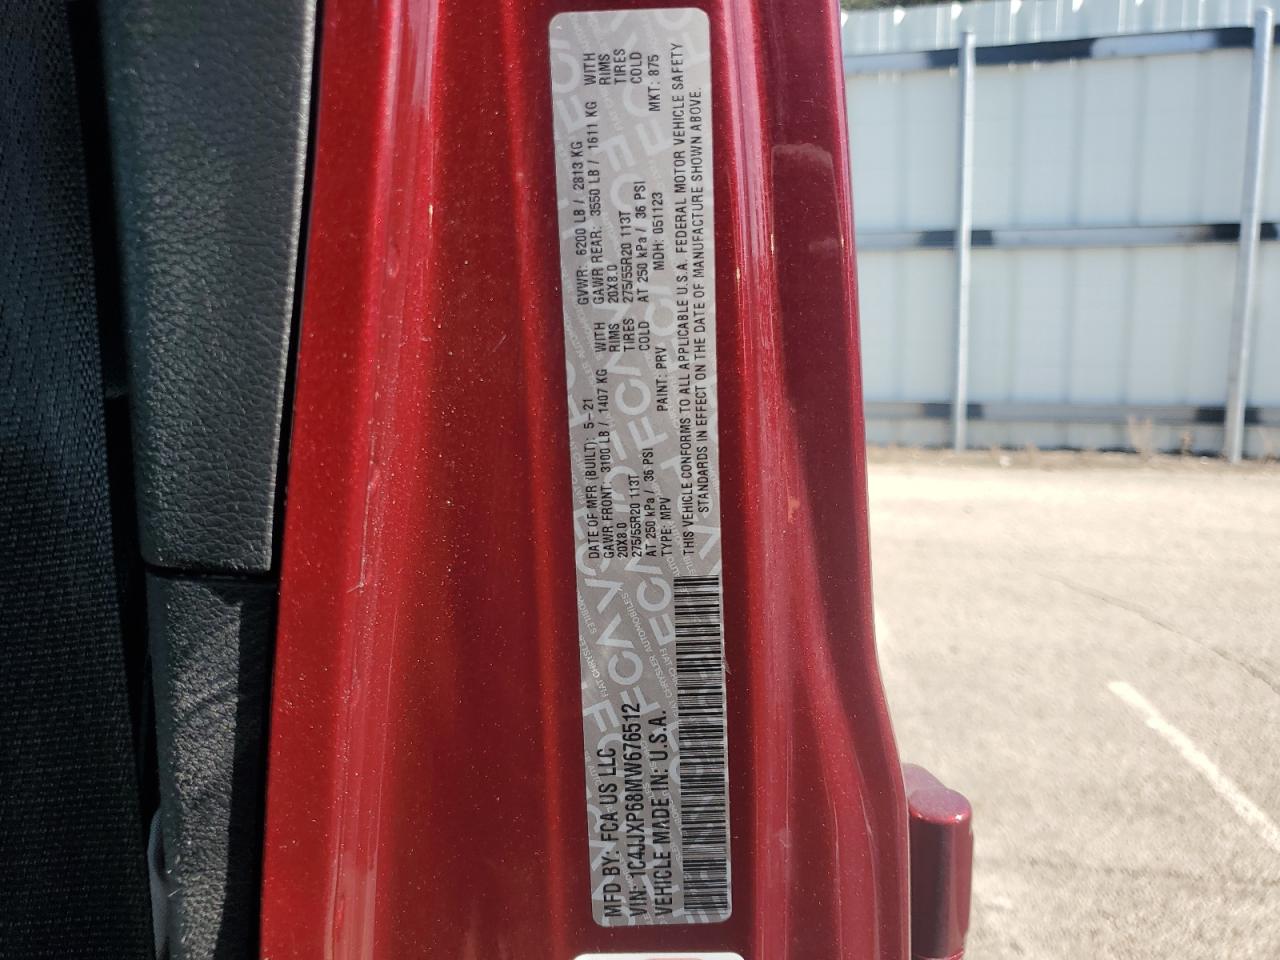 MFD BY: FCA US LLC
VIN: 1C4JJXP68MW676512
VEHICLE MADE IN: U.S.A.
DATE OF MFR (BUILT): 5-21 GVWR: 6200 LB / 2813 KG
GAWR FRONT: 3100 LB / 1407 KG WITH GAWR REAR: 3550 LB / 1611 KG WITH
20X8.0 RIMS 20X8.0 RIMS
275/55R20 113T TIRES 275/55R20 113T TIRES
AT 250 kPa / 36 PSI COLD AT 250 kPa / 36 PSI COLD
TYPE: MPV PAINT: PRV MDH: 051123 MKT: 875
THIS VEHICLE CONFORMS TO ALL APPLICABLE U.S.A. FEDERAL MOTOR VEHICLE SAFETY
STANDARDS IN EFFECT ON THE DATE OF MANUFACTURE SHOWN ABOVE.
FIAT CHRYSLER AUTOMOBILES